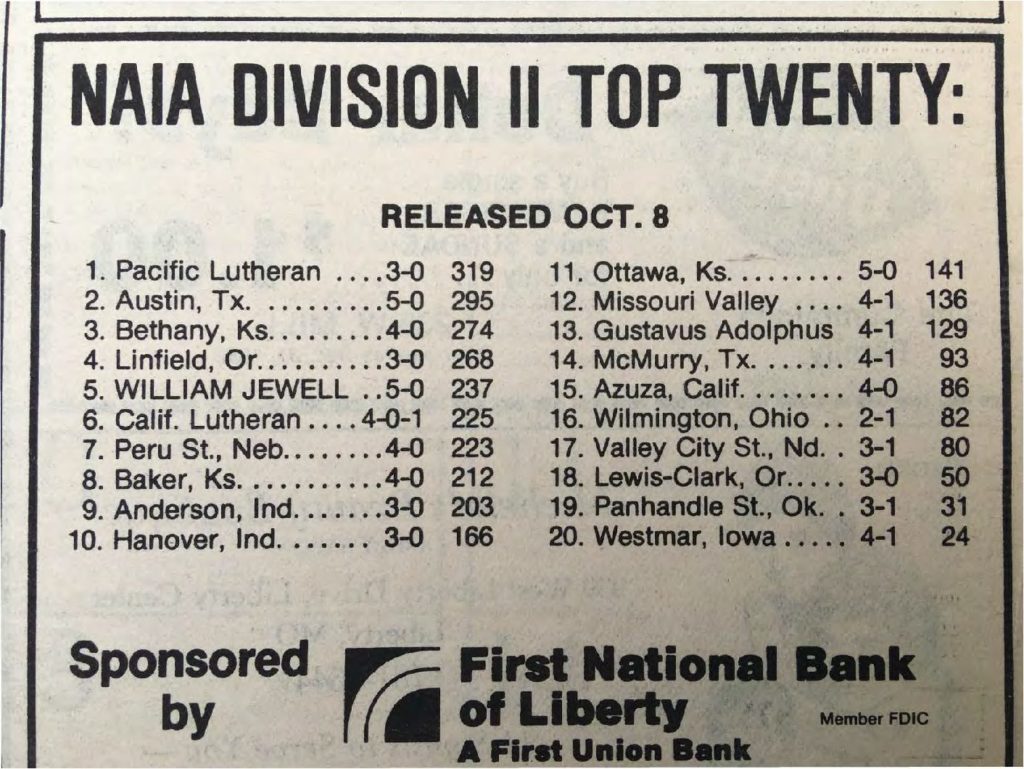 NAIA DIVISION II TOP TWENTY:
RELEASED OCT. 8
1. Pacific Lutheran ....3-0 319
2. Austin, Tx. ........5-0 295
3. Bethany, Ks.........4-0 274
4. Linfield, Or..........3-0 268
5. WILLIAM JEWELL ..5-0 237
6. Calif. Lutheran ....4-0-1 225
7. Peru St., Neb........4-0 223
8. Baker, Ks. ..........4-0 212
9. Anderson, Ind.......3-0 203
10. Hanover, Ind. ....... 3-0 166
11. Ottawa, Ks. ........ 5-0 141
12. Missouri Valley .... 4-1 136
13. Gustavus Adolphus 4-1 129
14. McMurry, Tx. ...... 4-1 93
15. Azuza, Calif. ....... 4-0 86
16. Wilmington, Ohio .. 2-1 82
17. Valley City St., Nd. . 3-1 80
18. Lewis-Clark, Or..... 3-0 50
19. Panhandle St., Ok. . 3-1 31
20. Westmar, Iowa ..... 4-1 24
Sponsored
by
First National Bank
of Liberty
Member FDIC
A First Union Bank